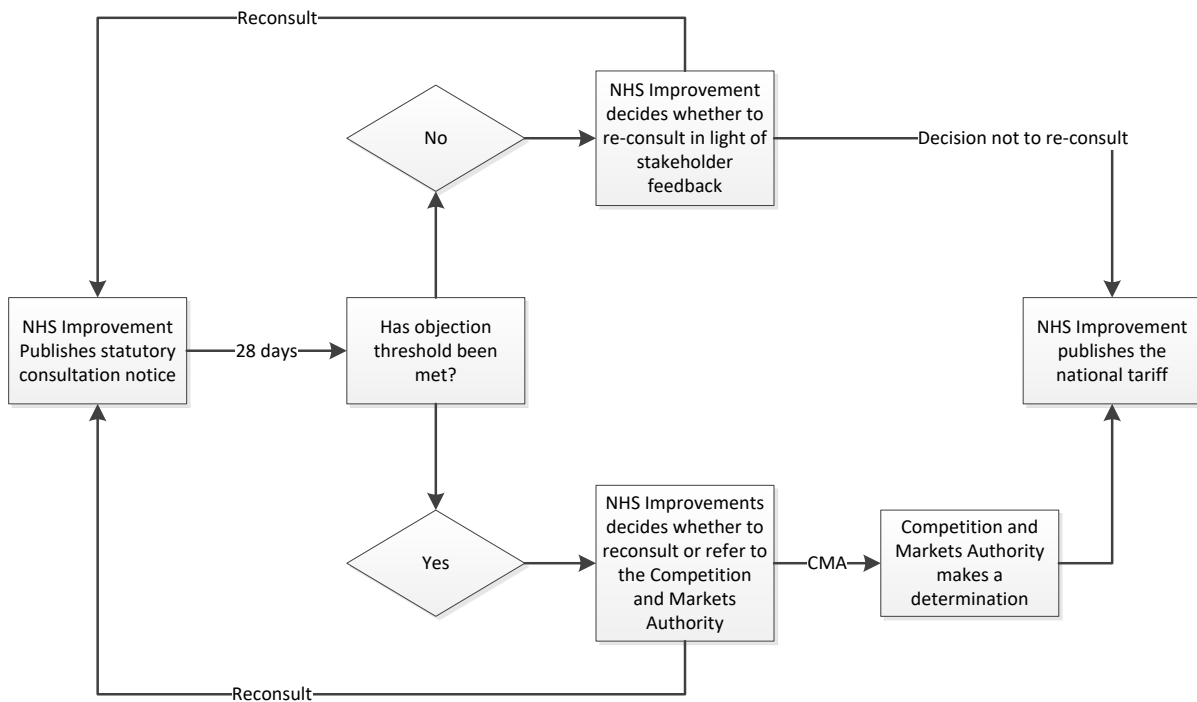 Reconsult
NHS Improvement
decides whether to
re-consult in light of
stakeholder
feedback
No
Decision not to re-consult
NHS Improvement
Publishes statutory
consultation notice
28 days
Has objection
threshold been
met?
NHS Improvement
publishes the
national tariff
Yes
NHS Improvements
decides whether to
reconsult or refer to
the Competition
and Markets
Authority
CMA
Competition and
Markets Authority
makes a
determination
Reconsult